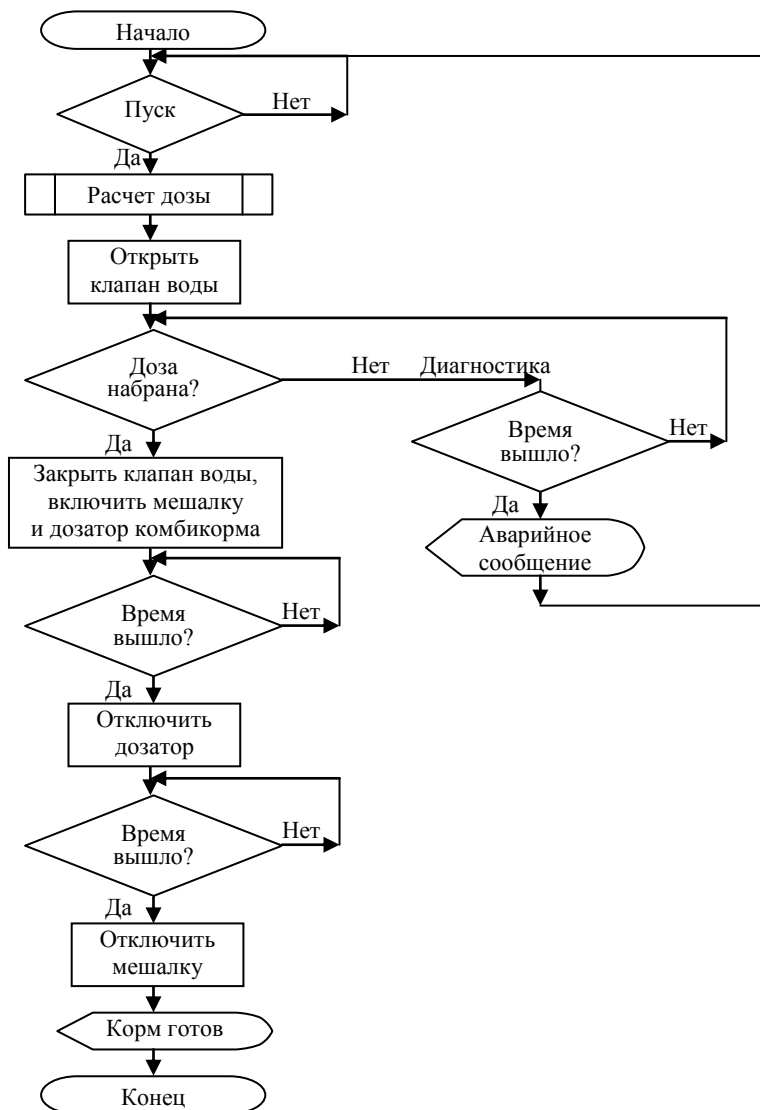 Начало
Пуск
Нет
Да
Расчет дозы
Открыть
клапан воды
Доза
набрана?
Нет
Диагностика
Время
вышло?
Нет
Да
Аварийное
сообщение
Да
Закрыть клапан воды,
включить мешалку
и дозатор комбикорма
Время
вышло?
Нет
Да
Отключить
дозатор
Время
вышло?
Нет
Да
Отключить
мешалку
Корм готов
Конец